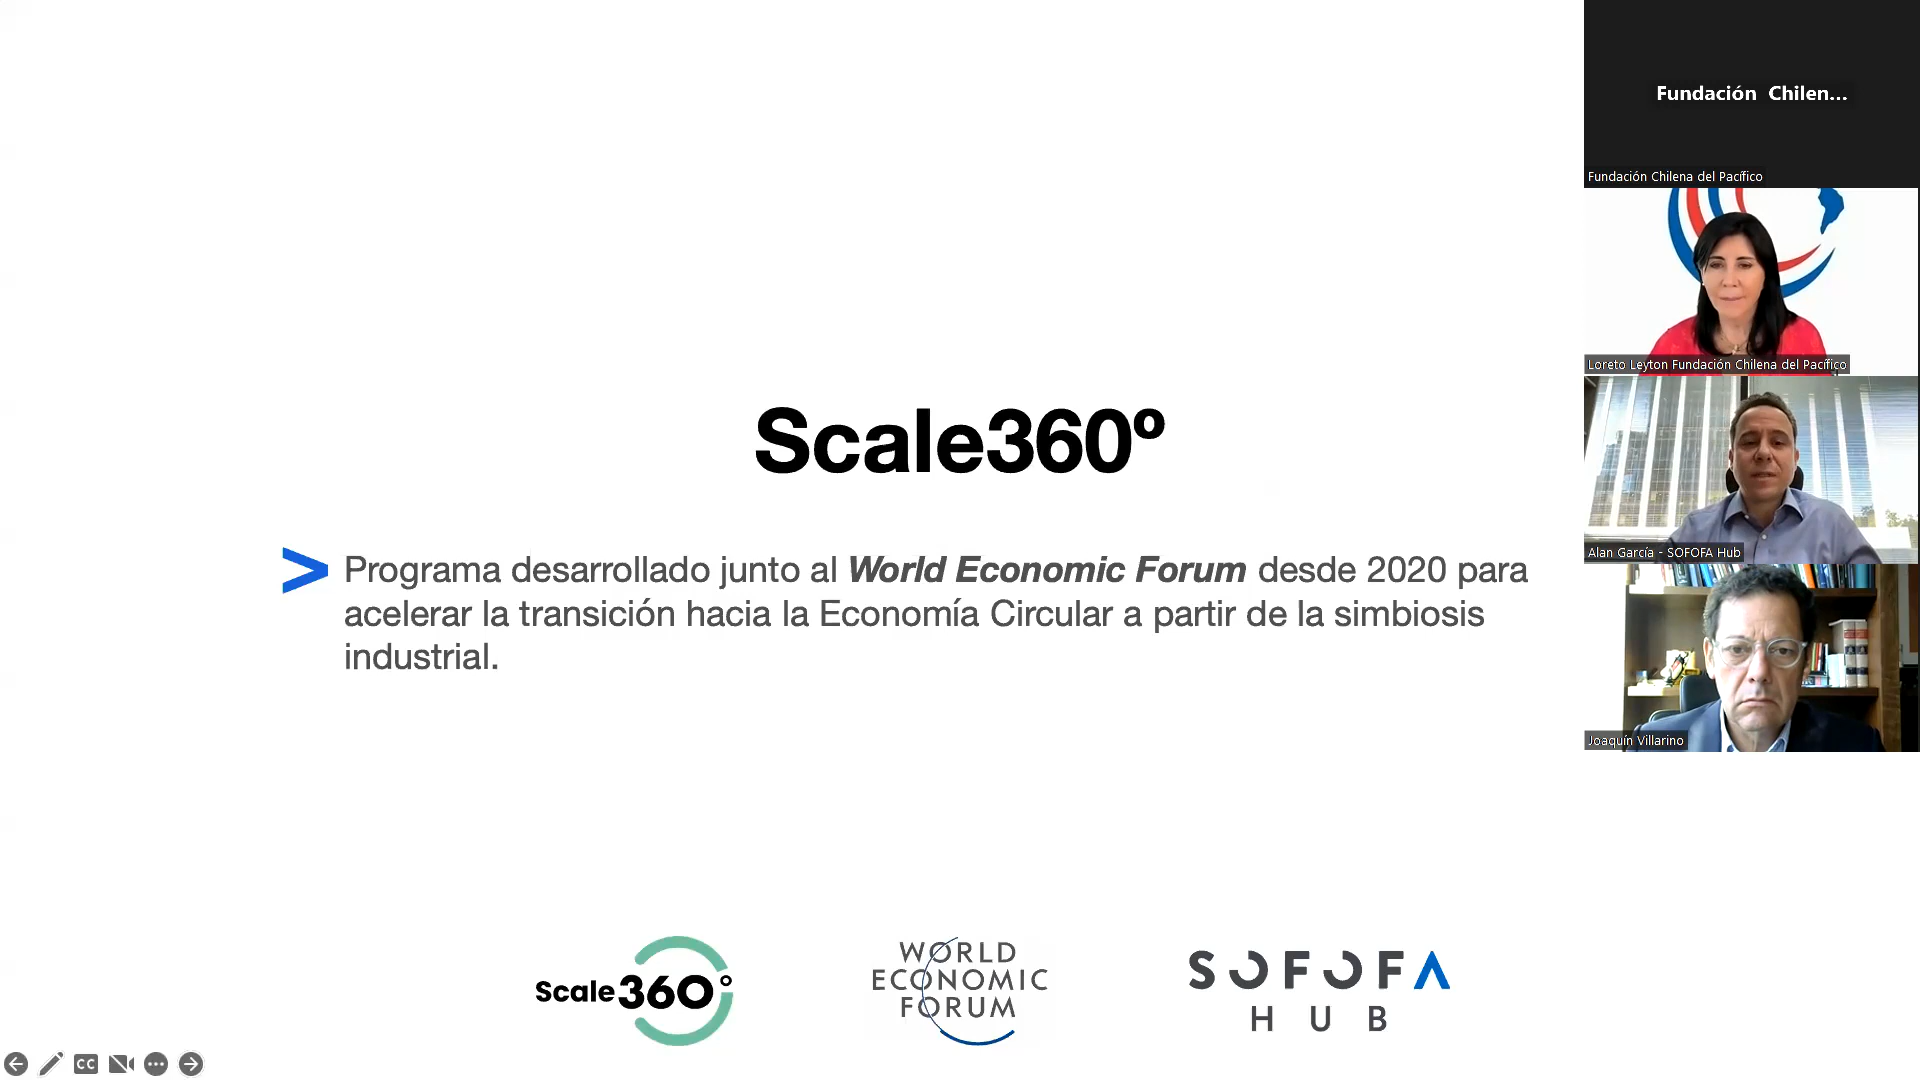 Scale360º
> Programa desarrollado junto al World Economic Forum desde 2020 para
acelerar la transición hacia la Economía Circular a partir de la simbiosis
industrial.
Scale360°
WORLD
ECONOMIC
FORUM
SOFOFA
HUB
CC
Fundación Chilen...
Fundación Chilena del Pacífico
Loreto Leyton Fundación Chilena del Pacífico
Alan García - SOFOFA Hub
Joaquín Villarino